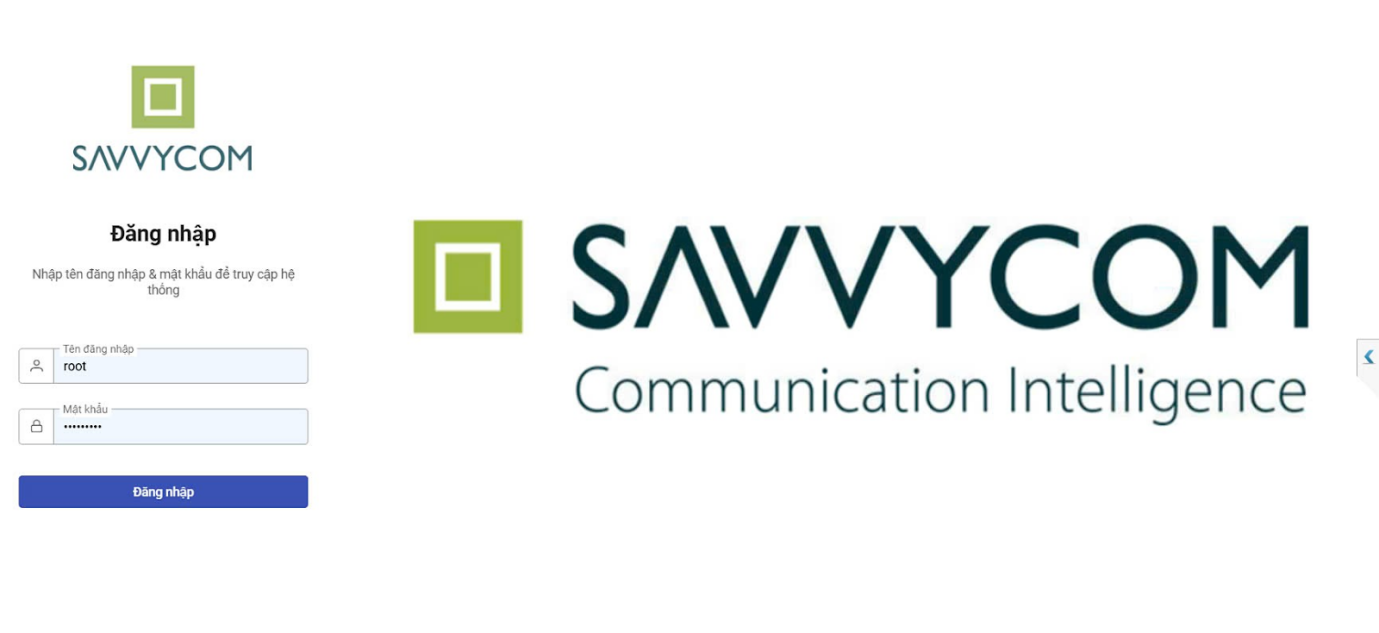 SAVVYCOM
Đăng nhập
Nhập tên đăng nhập & mật khẩu để truy cập hệ
thống
Tên đăng nhập
root
Mật khẩu
•••••••••
Đăng nhập
SAVVYCOM
Communication Intelligence